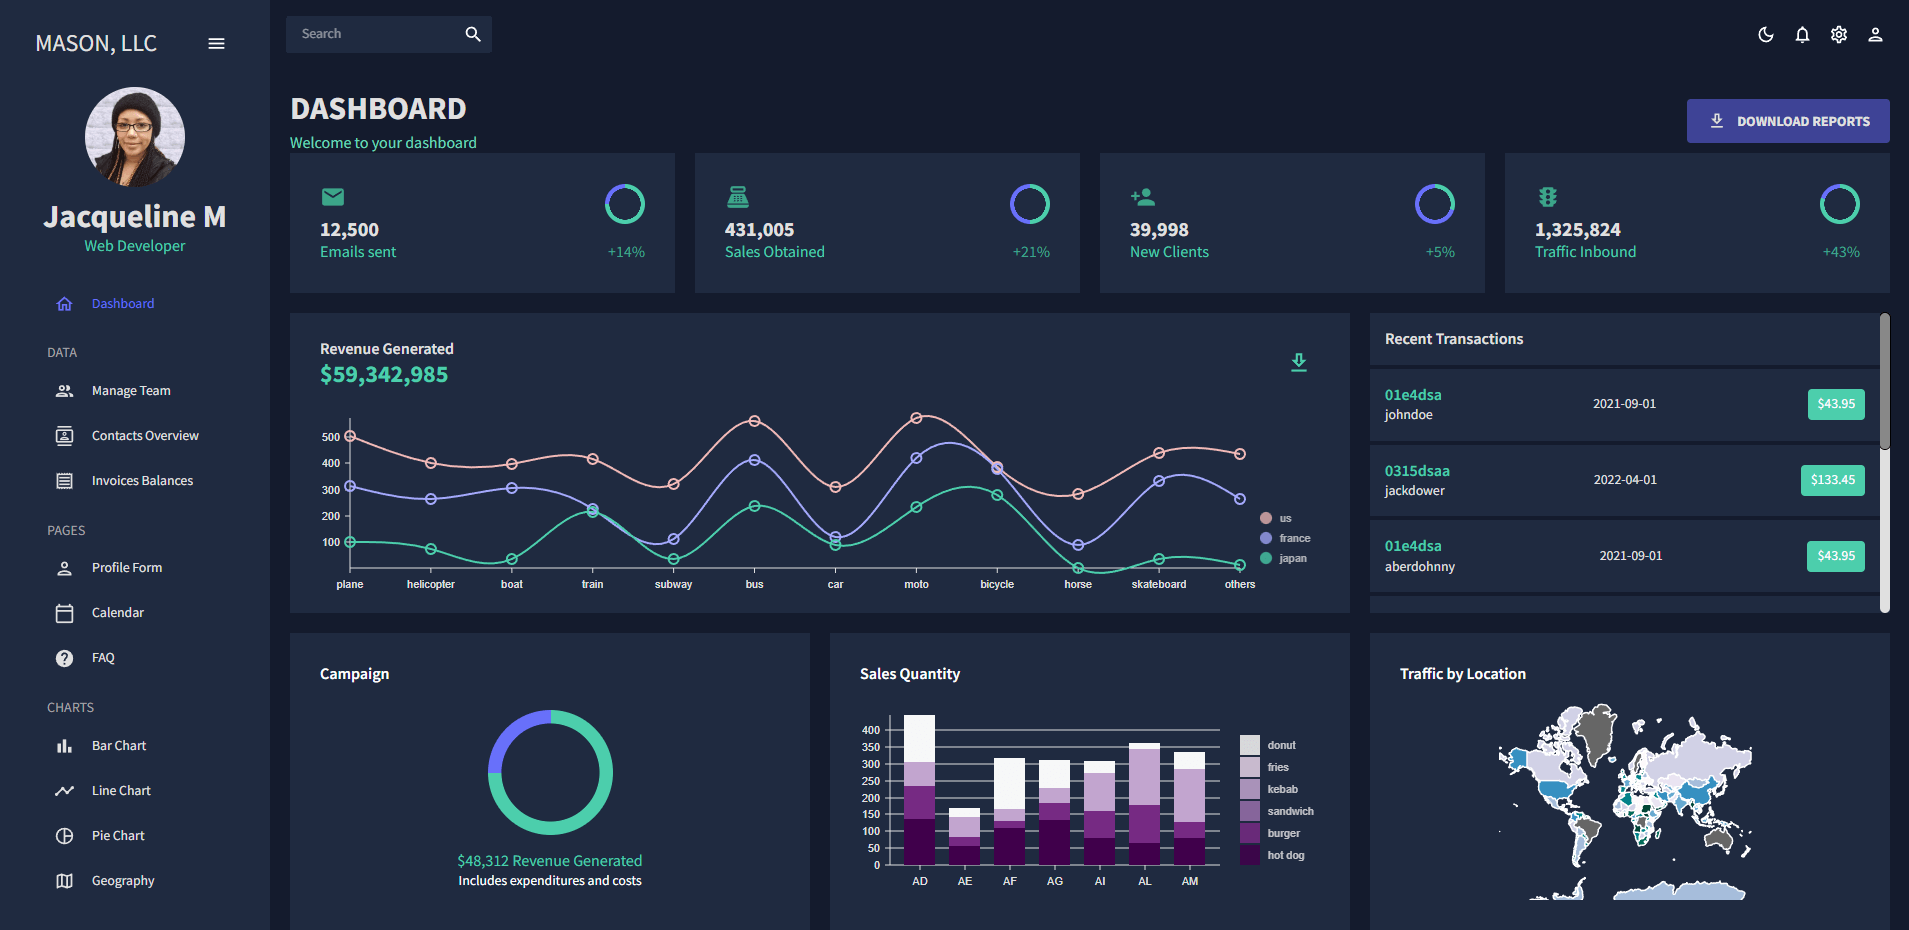 MASON, LLC
Jacqueline M
Web Developer
Dashboard
DATA
Manage Team
Contacts Overview
Invoices Balances
PAGES
Profile Form
Calendar
FAQ
CHARTS
Bar Chart
Line Chart
Pie Chart
Geography
Search
DASHBOARD
Welcome to your dashboard
DOWNLOAD REPORTS
12,500
Emails sent
+14%
431,005
Sales Obtained
+21%
39,998
New Clients
+5%
1,325,824
Traffic Inbound
+43%
Revenue Generated
$59,342,985
500
400
300
200
100
plane helicopter boat train subway bus car moto bicycle horse skateboard others
us
france
japan
Recent Transactions
01e4dsa
johndoe
2021-09-01
$43.95
0315dsaa
jackdower
2022-04-01
$133.45
01e4dsa
aberdohnny
2021-09-01
$43.95
Campaign
$48,312 Revenue Generated
Includes expenditures and costs
Sales Quantity
400
350
300
250
200
150
100
50
0
AD AE AF AG AI AL AM
donut
fries
kebab
sandwich
burger
hot dog
Traffic by Location